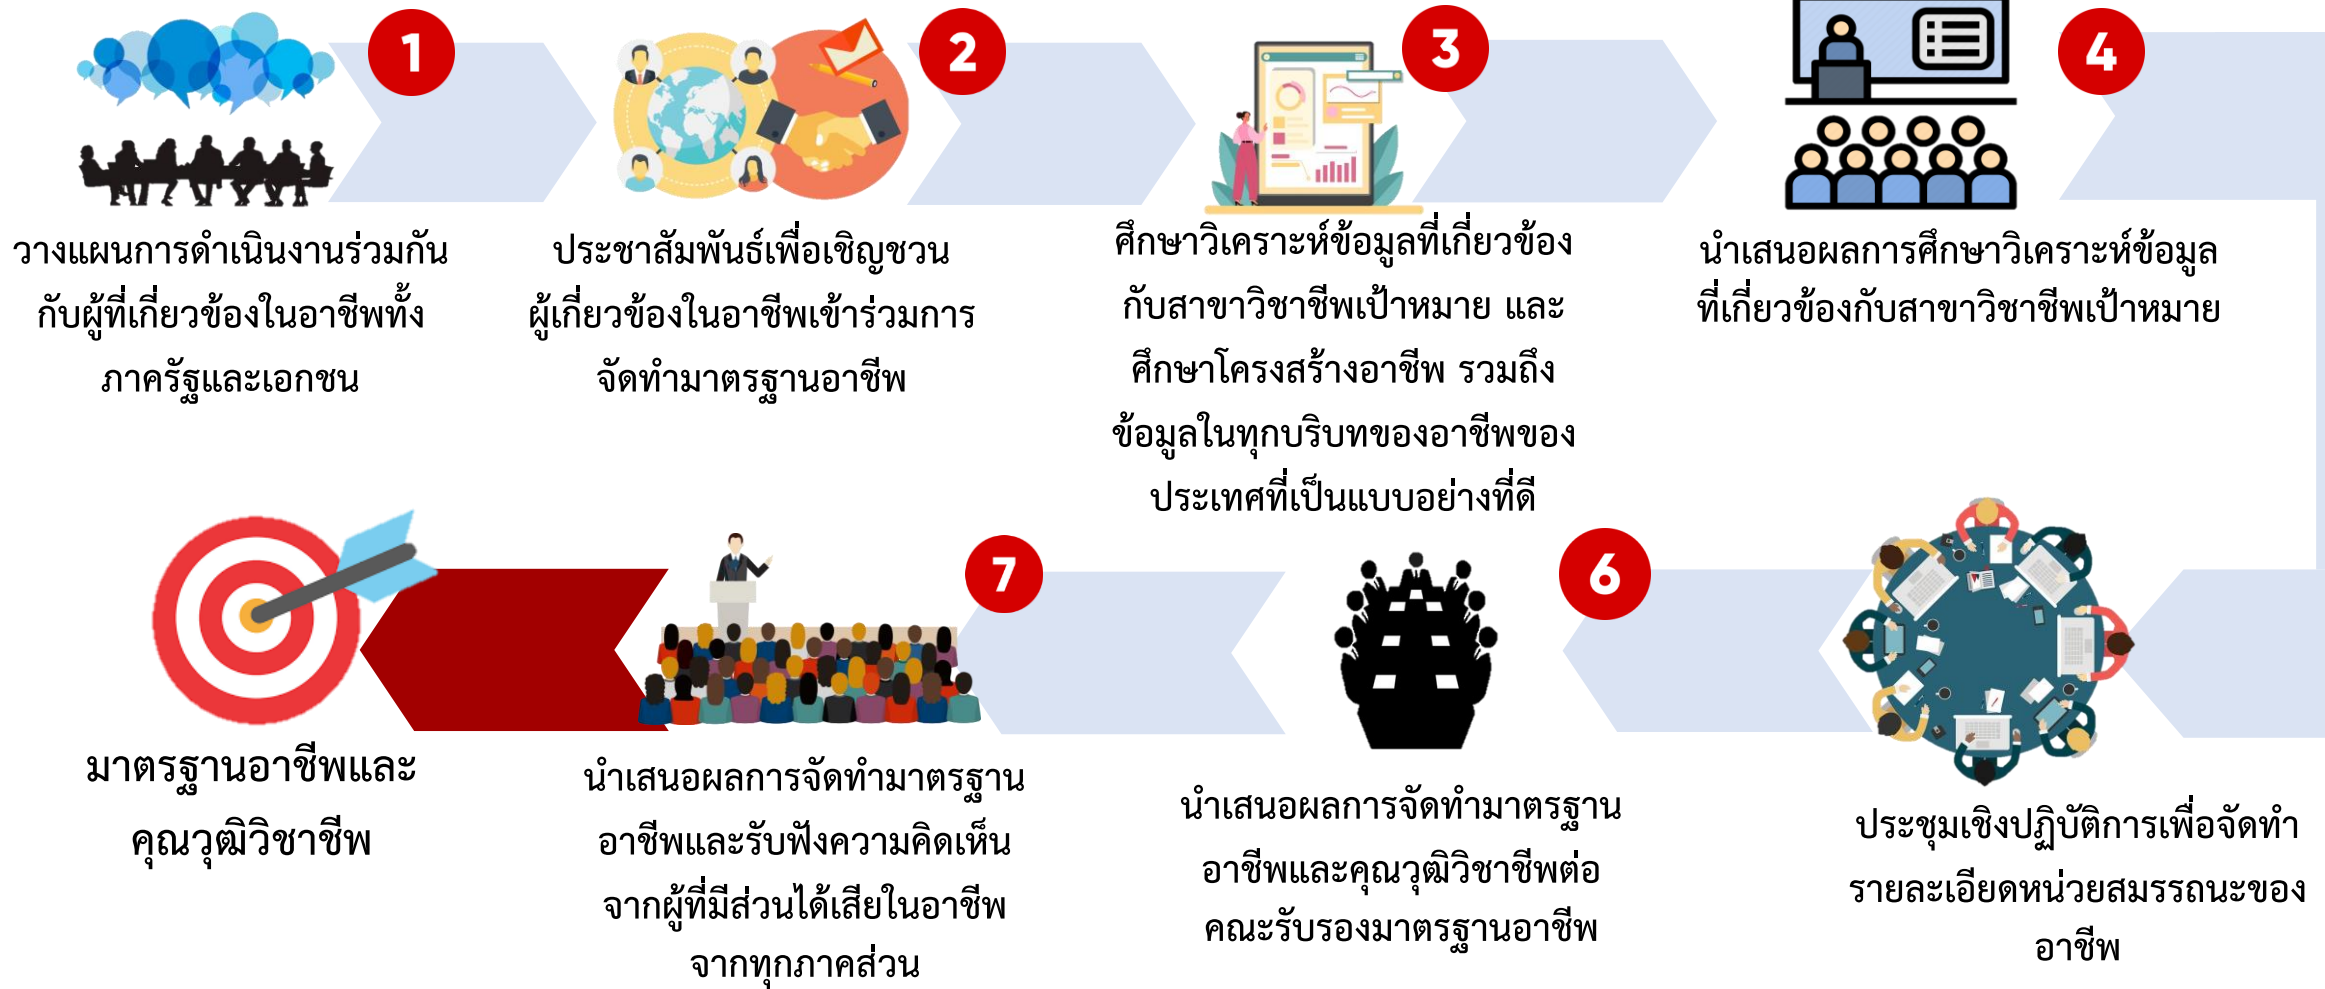 1
วางแผนการดำเนินงานร่วมกัน
กับผู้ที่เกี่ยวข้องในอาชีพทั้ง
ภาครัฐและเอกชน
2
ประชาสัมพันธ์เพื่อเชิญชวน
ผู้เกี่ยวข้องในอาชีพเข้าร่วมการ
จัดทำมาตรฐานอาชีพ
3
ศึกษาวิเคราะห์ข้อมูลที่เกี่ยวข้อง
กับสาขาวิชาชีพเป้าหมาย และ
ศึกษาโครงสร้างอาชีพ รวมถึง
ข้อมูลในทุกบริบทของอาชีพของ
ประเทศที่เป็นแบบอย่างที่ดี
4
นำเสนอผลการศึกษาวิเคราะห์ข้อมูล
ที่เกี่ยวข้องกับสาขาวิชาชีพเป้าหมาย
ประชุมเชิงปฏิบัติการเพื่อจัดทำ
รายละเอียดหน่วยสมรรถนะของ
อาชีพ
6
นำเสนอผลการจัดทำมาตรฐาน
อาชีพและคุณวุฒิวิชาชีพต่อ
คณะรับรองมาตรฐานอาชีพ
7
นำเสนอผลการจัดทำมาตรฐาน
อาชีพและรับฟังความคิดเห็น
จากผู้ที่มีส่วนได้เสียในอาชีพ
จากทุกภาคส่วน
มาตรฐานอาชีพและ
คุณวุฒิวิชาชีพ